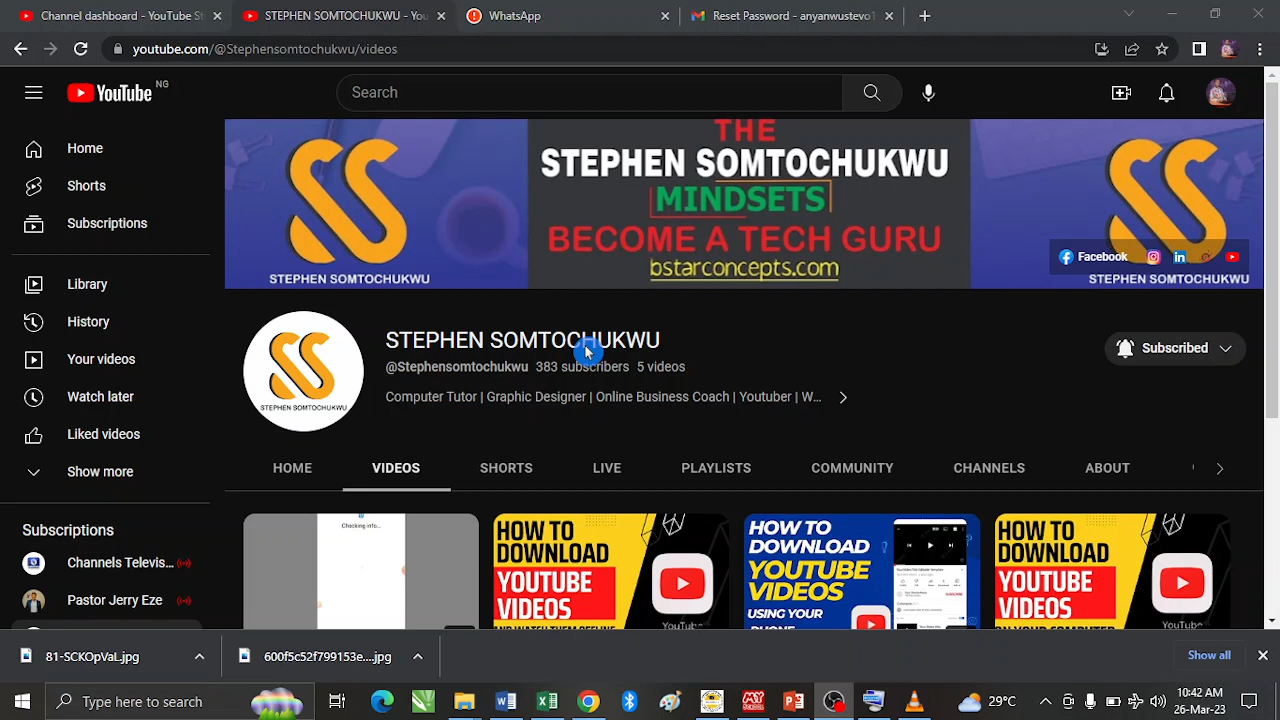 Channel dashboard - YouTube St
STEPHEN SOMTOCHUKWU - You
WhatsApp
Reset Password - anyanwustevo1
youtube.com/@Stephensomtochukwu/videos
YouTube NG
Search
Home
Shorts
Subscriptions
Library
History
Your videos
Watch later
Liked videos
Show more
Subscriptions
Channels Televis...
Pastor Jerry Eze
THE
STEPHEN SOMTOCHUKWU
MINDSETS
BECOME A TECH GURU
bstarconcepts.com
STEPHEN SOMTOCHUKWU
STEPHEN SOMTOCHUKWU
Facebook
STEPHEN SOMTOCHUKWU
STEPHEN SOMTOCHUKWU
@Stephensomtochukwu 383 subscribers 5 videos
Computer Tutor | Graphic Designer | Online Business Coach | Youtuber | W...
Subscribed
HOME VIDEOS SHORTS LIVE PLAYLISTS COMMUNITY CHANNELS ABOUT
Checking info...
HOW TO
DOWNLOAD
YOUTUBE
VIDEOS
AND WATCH THEM OFFLINE
YouTube
HOW TO
DOWNLOAD
YOUTUBE
VIDEOS
USING YOUR
PHONE
HOW TO
DOWNLOAD
YOUTUBE
VIDEOS
ON YOUR COMPUTER
YouTube
81-SCKOpVaL.jpg
600f5c52f799153e....jpg
Show all
Type here to search
29°C
10:42 AM
26-Mar-23